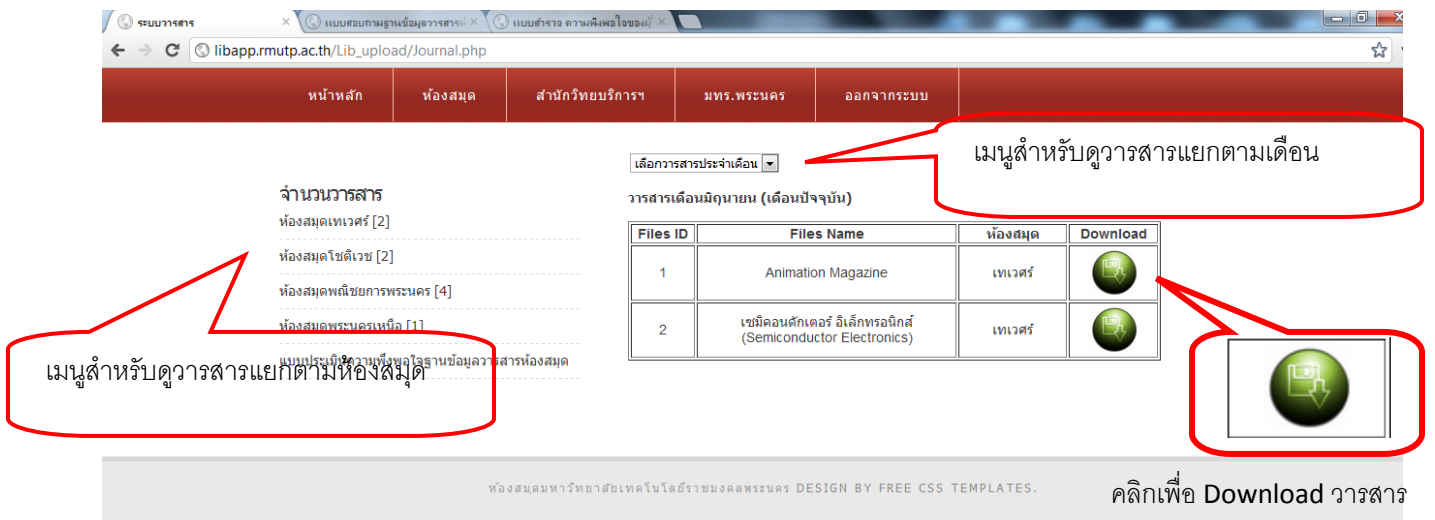 ระบบวารสาร
แบบสอบถามฐานข้อมูลวารสาร
แบบสำรวจ ความพึงพอใจของผู้
libapp.rmutp.ac.th/Lib_upload/Journal.php
หน้าหลัก
ห้องสมุด
สำนักวิทยบริการฯ
มทร.พระนคร
ออกจากระบบ
เลือกวารสารประจำเดือน
เมนูสำหรับดูวารสารแยกตามเดือน
วารสารเดือนมิถุนายน (เดือนปัจจุบัน)
จำนวนวารสาร
ห้องสมุดเทเวศร์ [2]
ห้องสมุดโชติเวช [2]
ห้องสมุดพณิชยการพระนคร [4]
ห้องสมุดพระนครเหนือ [1]
แบบประเมินความพึงพอใจฐานข้อมูลวารสารห้องสมุด
เมนูสำหรับดูวารสารแยกตามห้องสมุด
Files ID Files Name ห้องสมุด Download
1 Animation Magazine เทเวศร์
2 เซมิคอนดักเตอร์ อิเล็กทรอนิกส์ (Semiconductor Electronics) เทเวศร์
ห้องสมุดมหาวิทยาลัยเทคโนโลยีราชมงคลพระนคร DESIGN BY FREE CSS TEMPLATES.
คลิกเพื่อ Download วารสาร